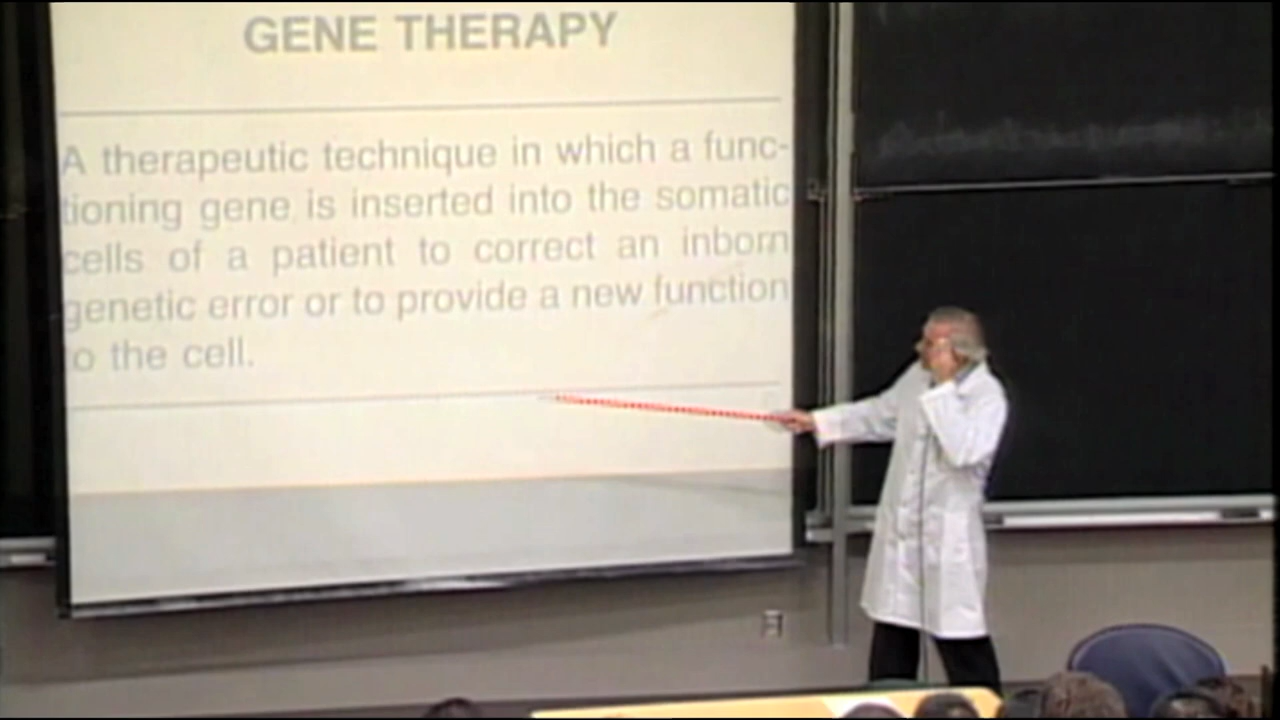 GENE THERAPY
A therapeutic technique in which a func-
tioning gene is inserted into the somatic
cells of a patient to correct an inborn
genetic error or to provide a new function
to the cell.